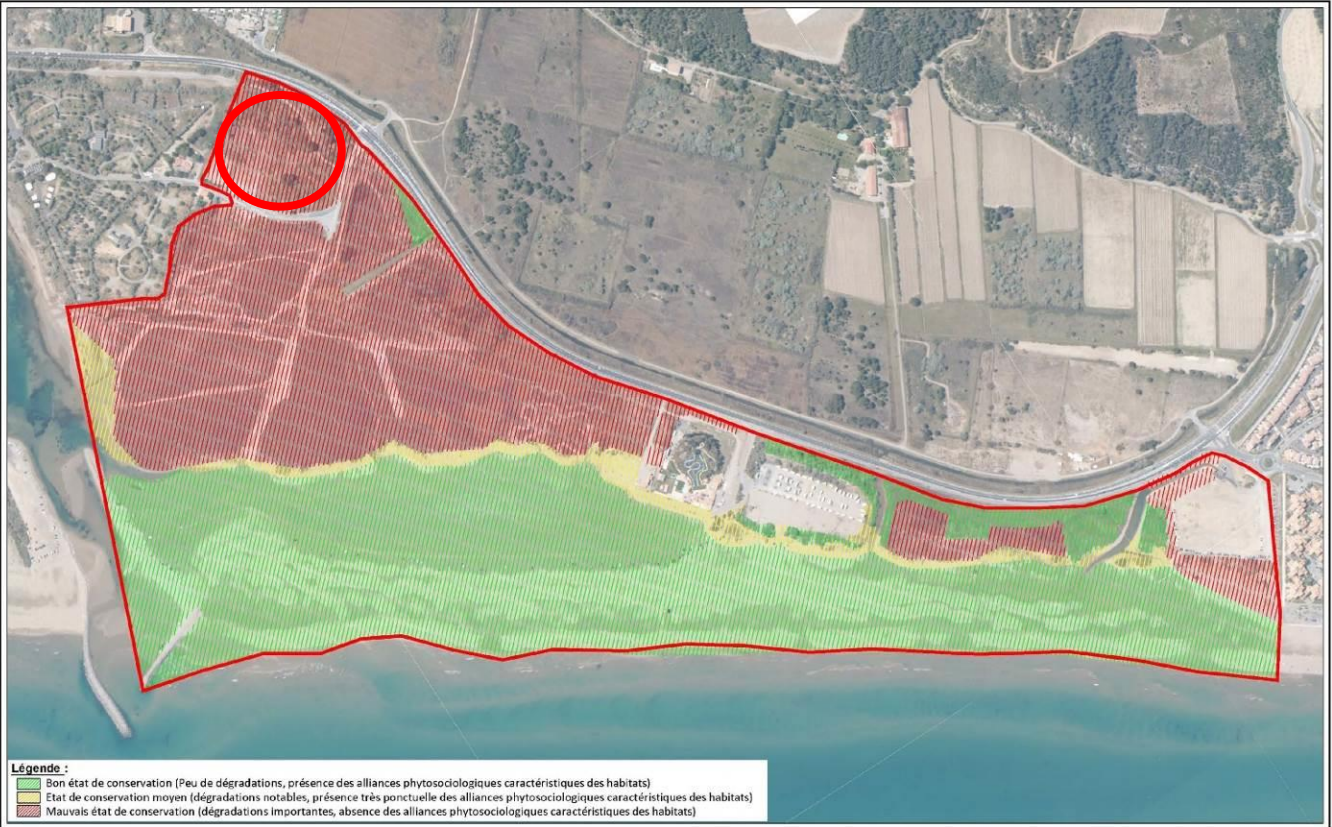 Légende :
Bon état de conservation (Peu de dégradations, présence des alliances phytosociologiques caractéristiques des habitats)
Etat de conservation moyen (dégradations notables, présence très ponctuelle des alliances phytosociologiques caractéristiques des habitats)
Mauvais état de conservation (dégradations importantes, absence des alliances phytosociologiques caractéristiques des habitats)